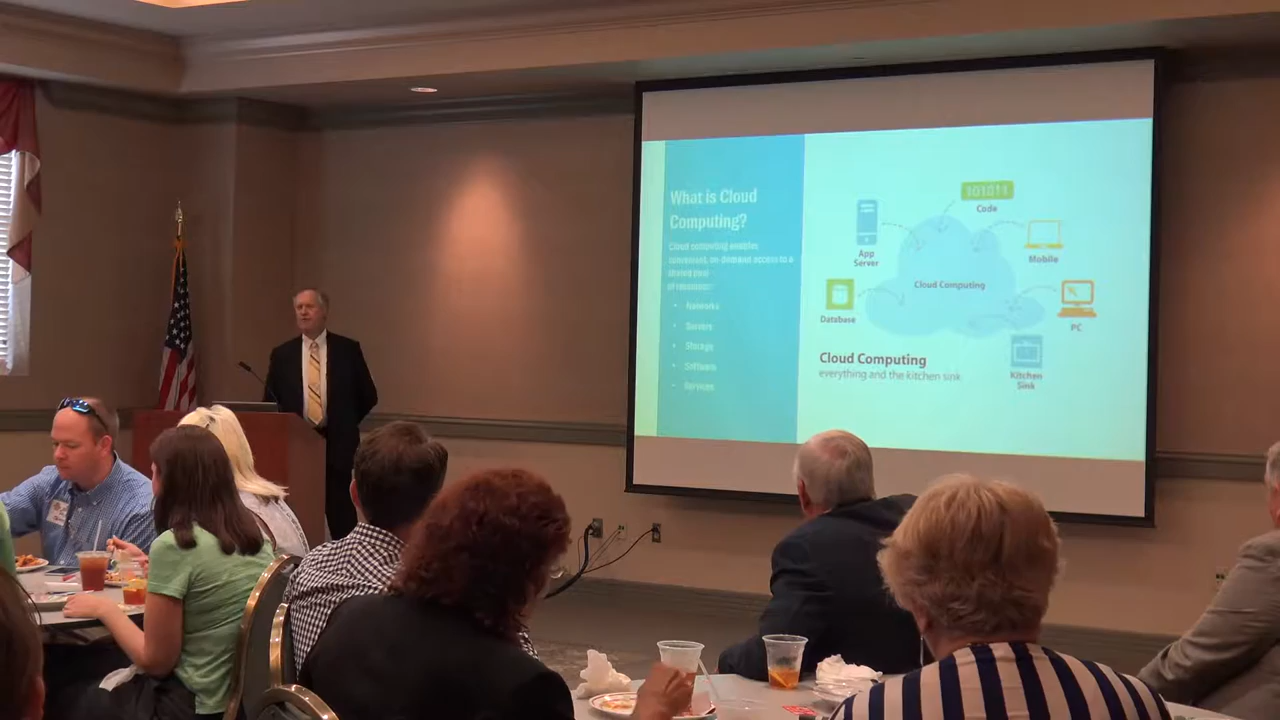 What is Cloud
Computing?
Cloud computing enables
convenient, on-demand access to a
shared pool
of resources:
• Networks
• Servers
• Storage
• Software
• Services
101011
Code
App
Server
Mobile
Cloud Computing
Database
PC
Cloud Computing
everything and the kitchen sink
Kitchen
Sink